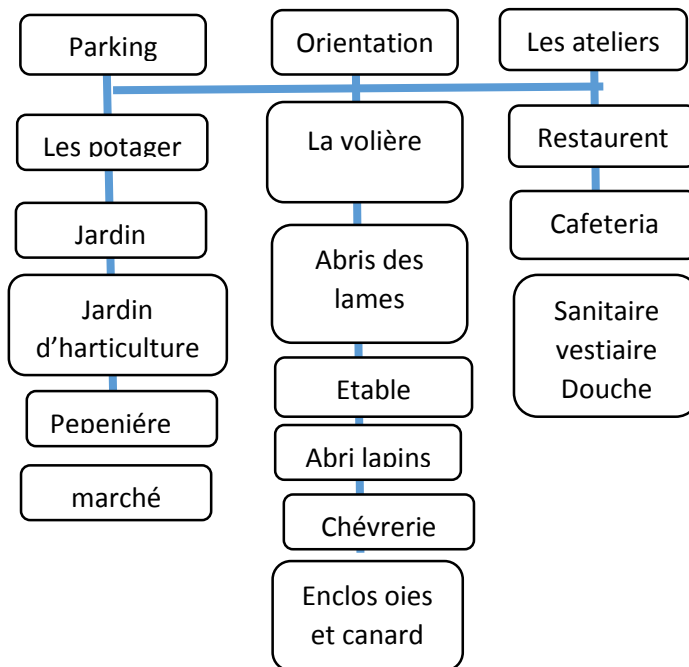 Parking
Orientation
Les ateliers
Les potager
La volière
Restaurent
Jardin
Abris des
lames
Cafeteria
Jardin
d'harticulture
Sanitaire
vestiaire
Douche
Etable
Pepeniére
Abri lapins
marché
Chévrerie
Enclos oies
et canard